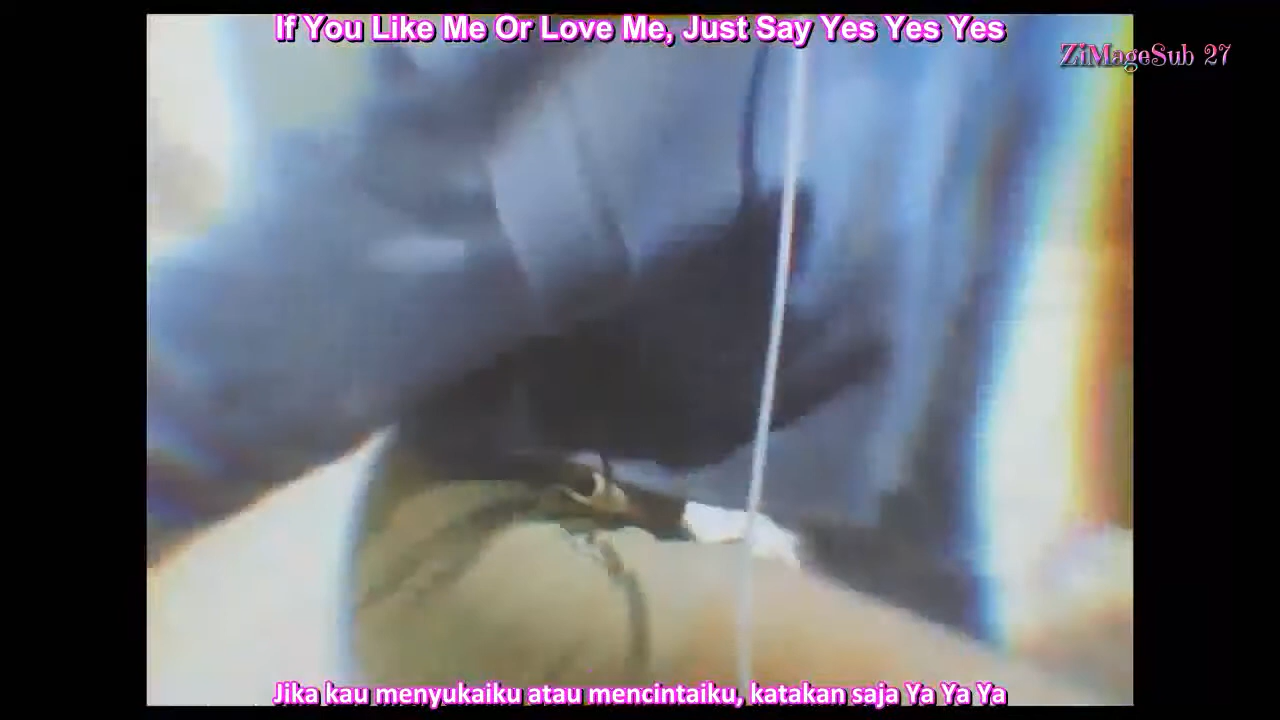 If You Like Me Or Love Me, Just Say Yes Yes Yes
ZiMageSub 27
Jika kau menyukaiku atau mencintaiku, katakan saja Ya Ya Ya